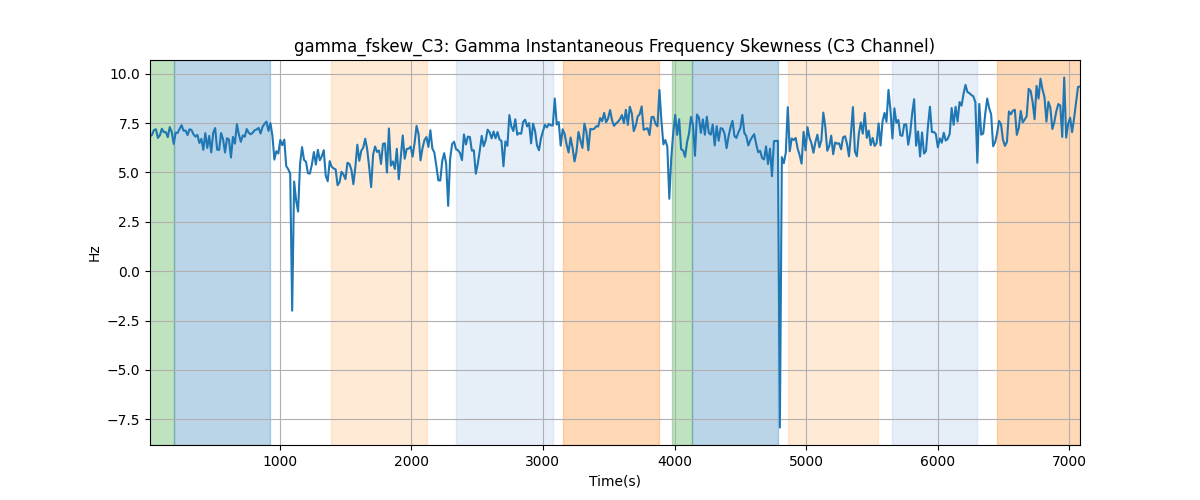 gamma_fskew_C3: Gamma Instantaneous Frequency Skewness (C3 Channel)
10.0
7.5
5.0
2.5
0.0
−2.5
−5.0
−7.5
Hz
1000 2000 3000 4000 5000 6000 7000
Time(s)